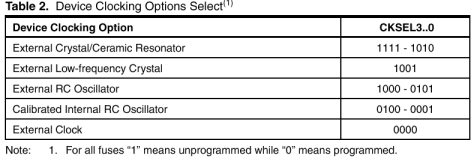 Table 2. Device Clocking Options Select(1)
Device Clocking Option CKSEL3..0
External Crystal/Ceramic Resonator 1111 - 1010
External Low-frequency Crystal 1001
External RC Oscillator 1000 - 0101
Calibrated Internal RC Oscillator 0100 - 0001
External Clock 0000
Note: 1. For all fuses “1” means unprogrammed while “0” means programmed.